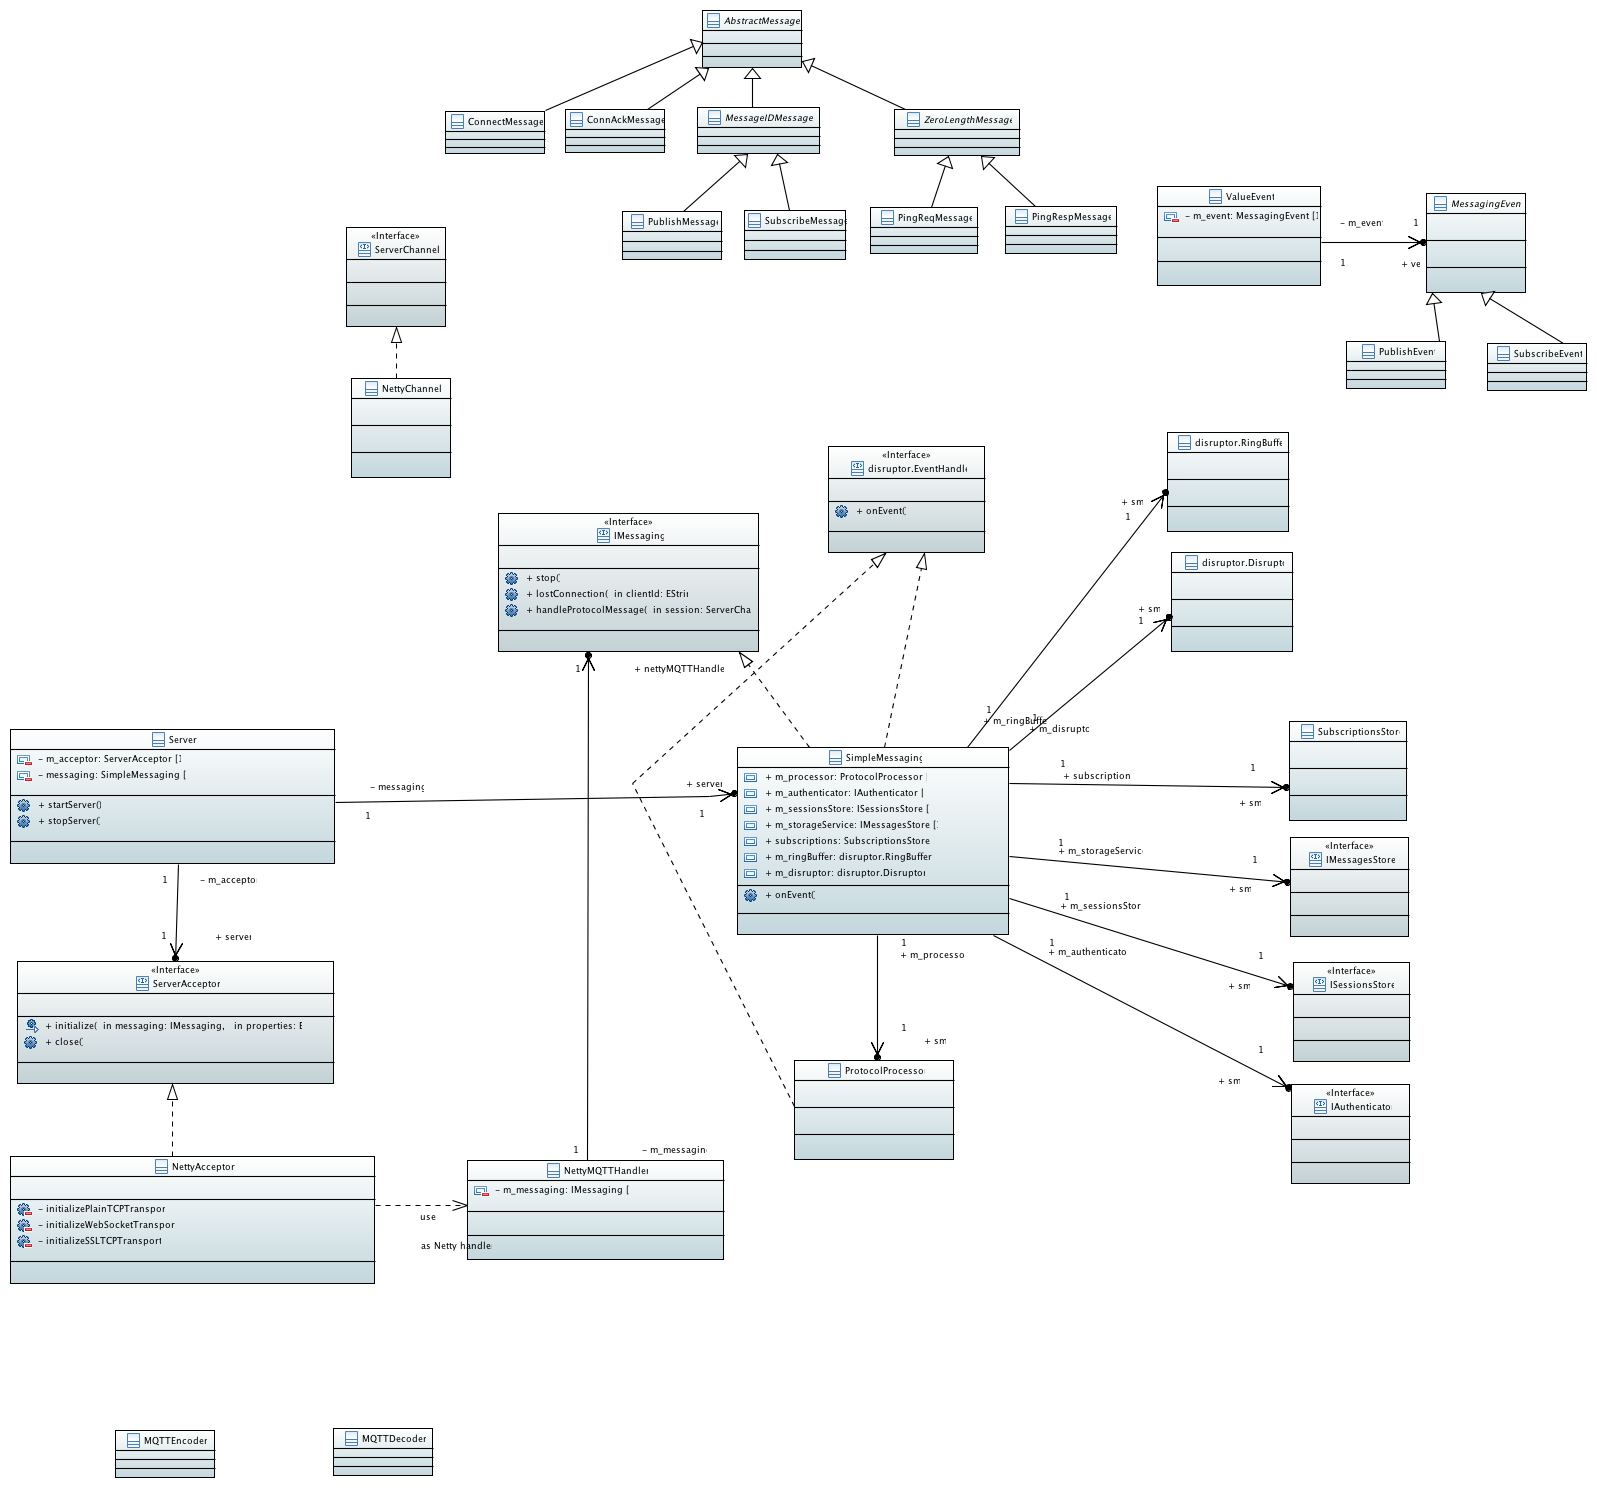 AbstractMessage
ConnectMessage
ConnAckMessage
MessageIDMessage
ZeroLengthMessage
PublishMessage
SubscribeMessage
PingReqMessage
PingRespMessage
ValueEvent
– m_event: MessagingEvent [1
– m_event
1
1
+ ve
MessagingEven
PublishEvent
SubscribeEvent
«Interface»
ServerChannel
NettyChannel
«Interface»
disruptor.EventHandle
+ onEvent(
disruptor.RingBuffe
+ sm
1
disruptor.Disrupto
+ sm
1
«Interface»
IMessaging
+ stop(
+ lostConnection( in clientId: EStrin
+ handleProtocolMessage( in session: ServerCha
1
+ nettyMQTTHandle
1
+ m_ringBuffe
1
+ m_disrupto
Server
– m_acceptor: ServerAcceptor [1
– messaging: SimpleMessaging [
+ startServer()
+ stopServer(
– messaging
1
+ server
1
SimpleMessaging
+ m_processor: ProtocolProcessor
+ m_authenticator: IAuthenticator [
+ m_sessionsStore: ISessionsStore [
+ m_storageService: IMessagesStore [
+ subscriptions: SubscriptionsStore
+ m_ringBuffer: disruptor.RingBuffer
+ m_disruptor: disruptor.Disruptor
+ onEvent(
1
+ subscription
1
+ sm
SubscriptionsStor
1
+ m_storageServic
1
+ sm
«Interface»
IMessagesStore
1
+ m_sessionsStor
1
+ sm
«Interface»
ISessionsStore
1
+ m_authenticato
1
+ sm
«Interface»
IAuthenticato
1
– m_accepto
1
+ server
«Interface»
ServerAcceptor
+ initialize( in messaging: IMessaging, in properties: E
+ close(
1
+ m_processo
1
+ sm
ProtocolProcesso
NettyAcceptor
– initializePlainTCPTranspor
– initializeWebSocketTranspor
– initializeSSLTCPTransport
use
as Netty handle
1
– m_messagin
NettyMQTTHandler
– m_messaging: IMessaging [
MQTTEncoder
MQTTDecoder